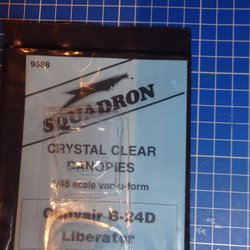 9588
SQUADRON
CRYSTAL CLEAR
CANOPIES
1/48 scale vac-u-form
Convair B-24D
Liberator